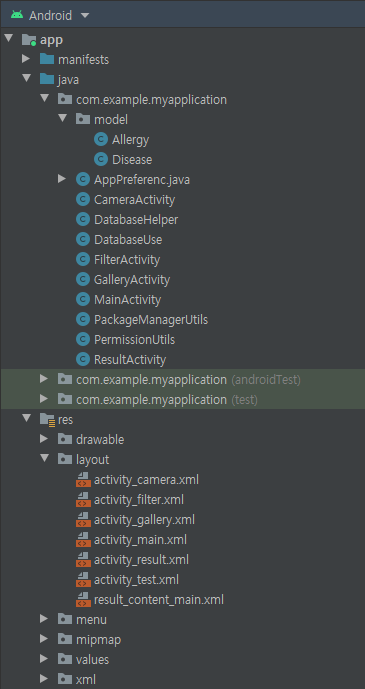 Android
app
manifests
java
com.example.myapplication
model
Allergy
Disease
AppPreferenc.java
CameraActivity
DatabaseHelper
DatabaseUse
FilterActivity
GalleryActivity
MainActivity
PackageManagerUtils
PermissionUtils
ResultActivity
com.example.myapplication (androidTest)
com.example.myapplication (test)
res
drawable
layout
activity_camera.xml
activity_filter.xml
activity_gallery.xml
activity_main.xml
activity_result.xml
activity_test.xml
result_content_main.xml
menu
mipmap
values
xml